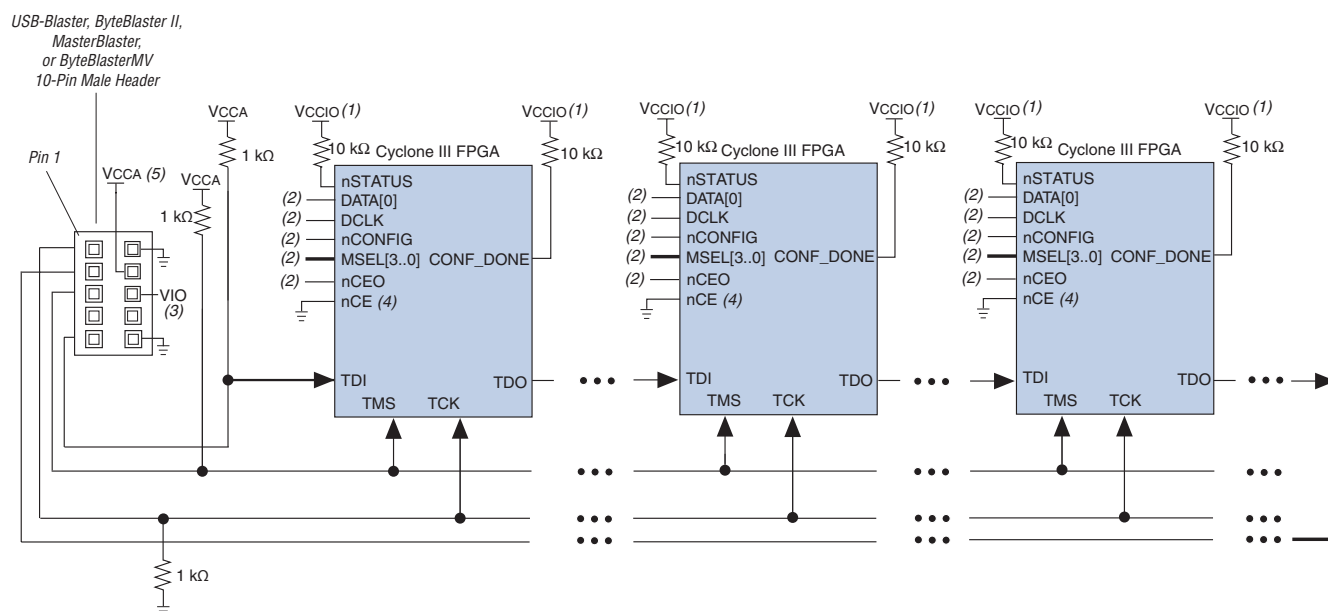 USB-Blaster, ByteBlaster II,
MasterBlaster,
or ByteBlasterMV
10-Pin Male Header
Pin 1
VCCA (5)
VCCA
1 kΩ
VCCA
1 kΩ
VIO
(3)
1 kΩ
VCCIO (1)
10 kΩ
VCCIO (1)
10 kΩ
Cyclone III FPGA
nSTATUS
(2) DATA[0]
(2) DCLK
(2) nCONFIG
(2) MSEL[3..0] CONF_DONE
(2) nCEO
nCE (4)
TDI TDO
TMS TCK
VCCIO (1)
10 kΩ
VCCIO (1)
10 kΩ
Cyclone III FPGA
nSTATUS
(2) DATA[0]
(2) DCLK
(2) nCONFIG
(2) MSEL[3..0] CONF_DONE
(2) nCEO
nCE (4)
TDI TDO
TMS TCK
VCCIO (1)
10 kΩ
VCCIO (1)
10 kΩ
Cyclone III FPGA
nSTATUS
(2) DATA[0]
(2) DCLK
(2) nCONFIG
(2) MSEL[3..0] CONF_DONE
(2) nCEO
nCE (4)
TDI TDO
TMS TCK